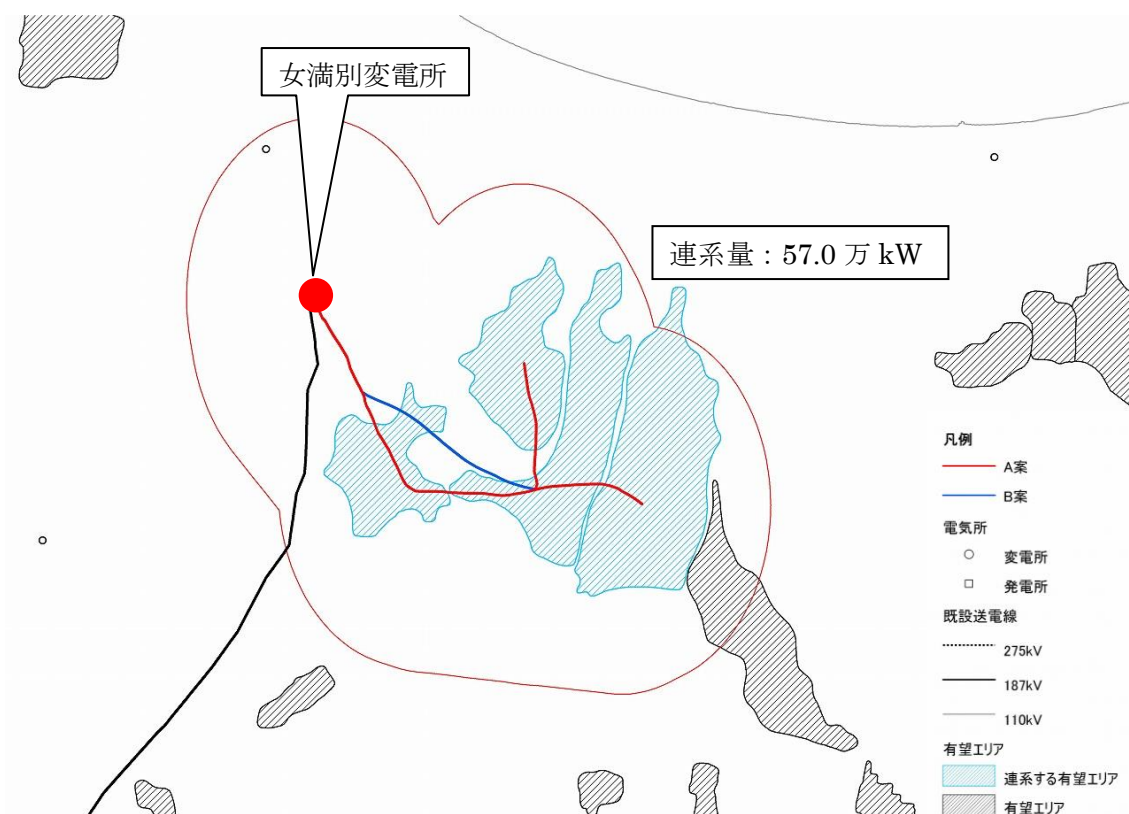 女満別変電所
連系量：57.0 万 kW
凡例
A案
B案
電気所
変電所
発電所
既設送電線
275kV
187kV
110kV
有望エリア
連系する有望エリア
有望エリア